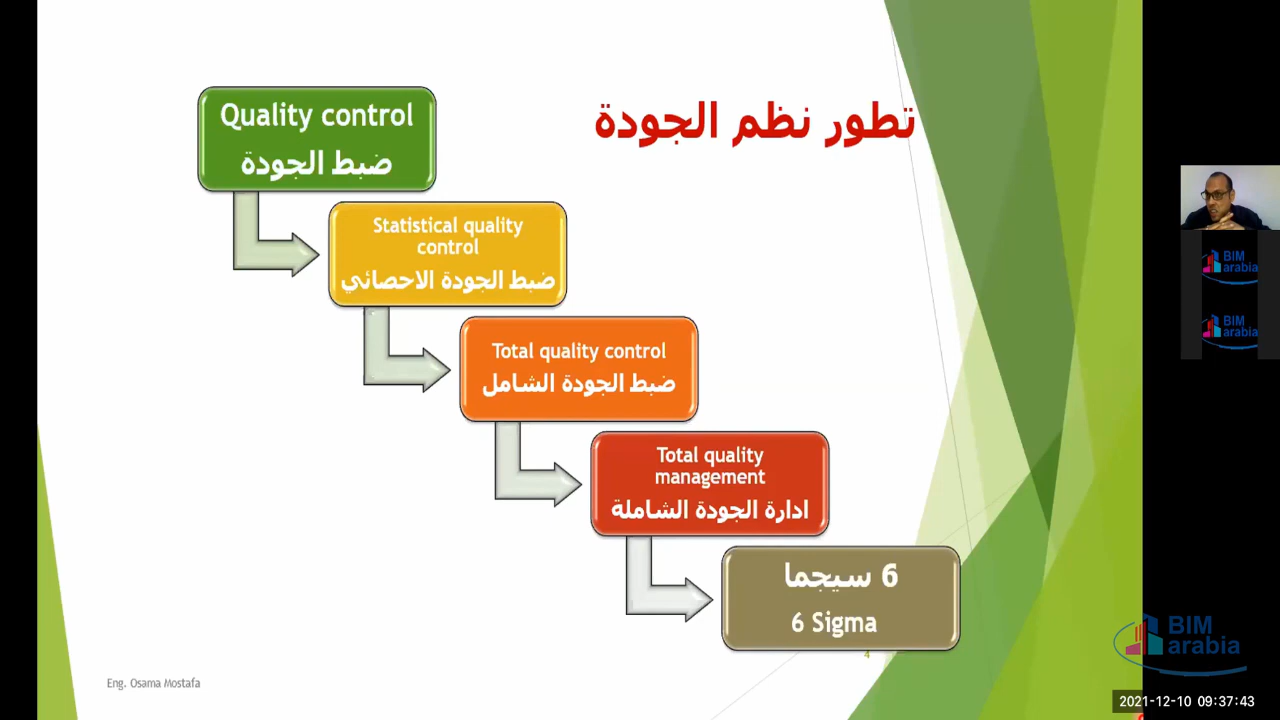 تطور نظم الجودة
Quality control
ضبط الجودة
Statistical quality
control
ضبط الجودة الاحصائي
Total quality control
ضبط الجودة الشامل
Total quality
management
ادارة الجودة الشاملة
6 سيجما
6 Sigma
4
Eng. Osama Mostafa
BIM
arabia
BIM
arabia
BIM
arabia
2021-12-10 09:37:43